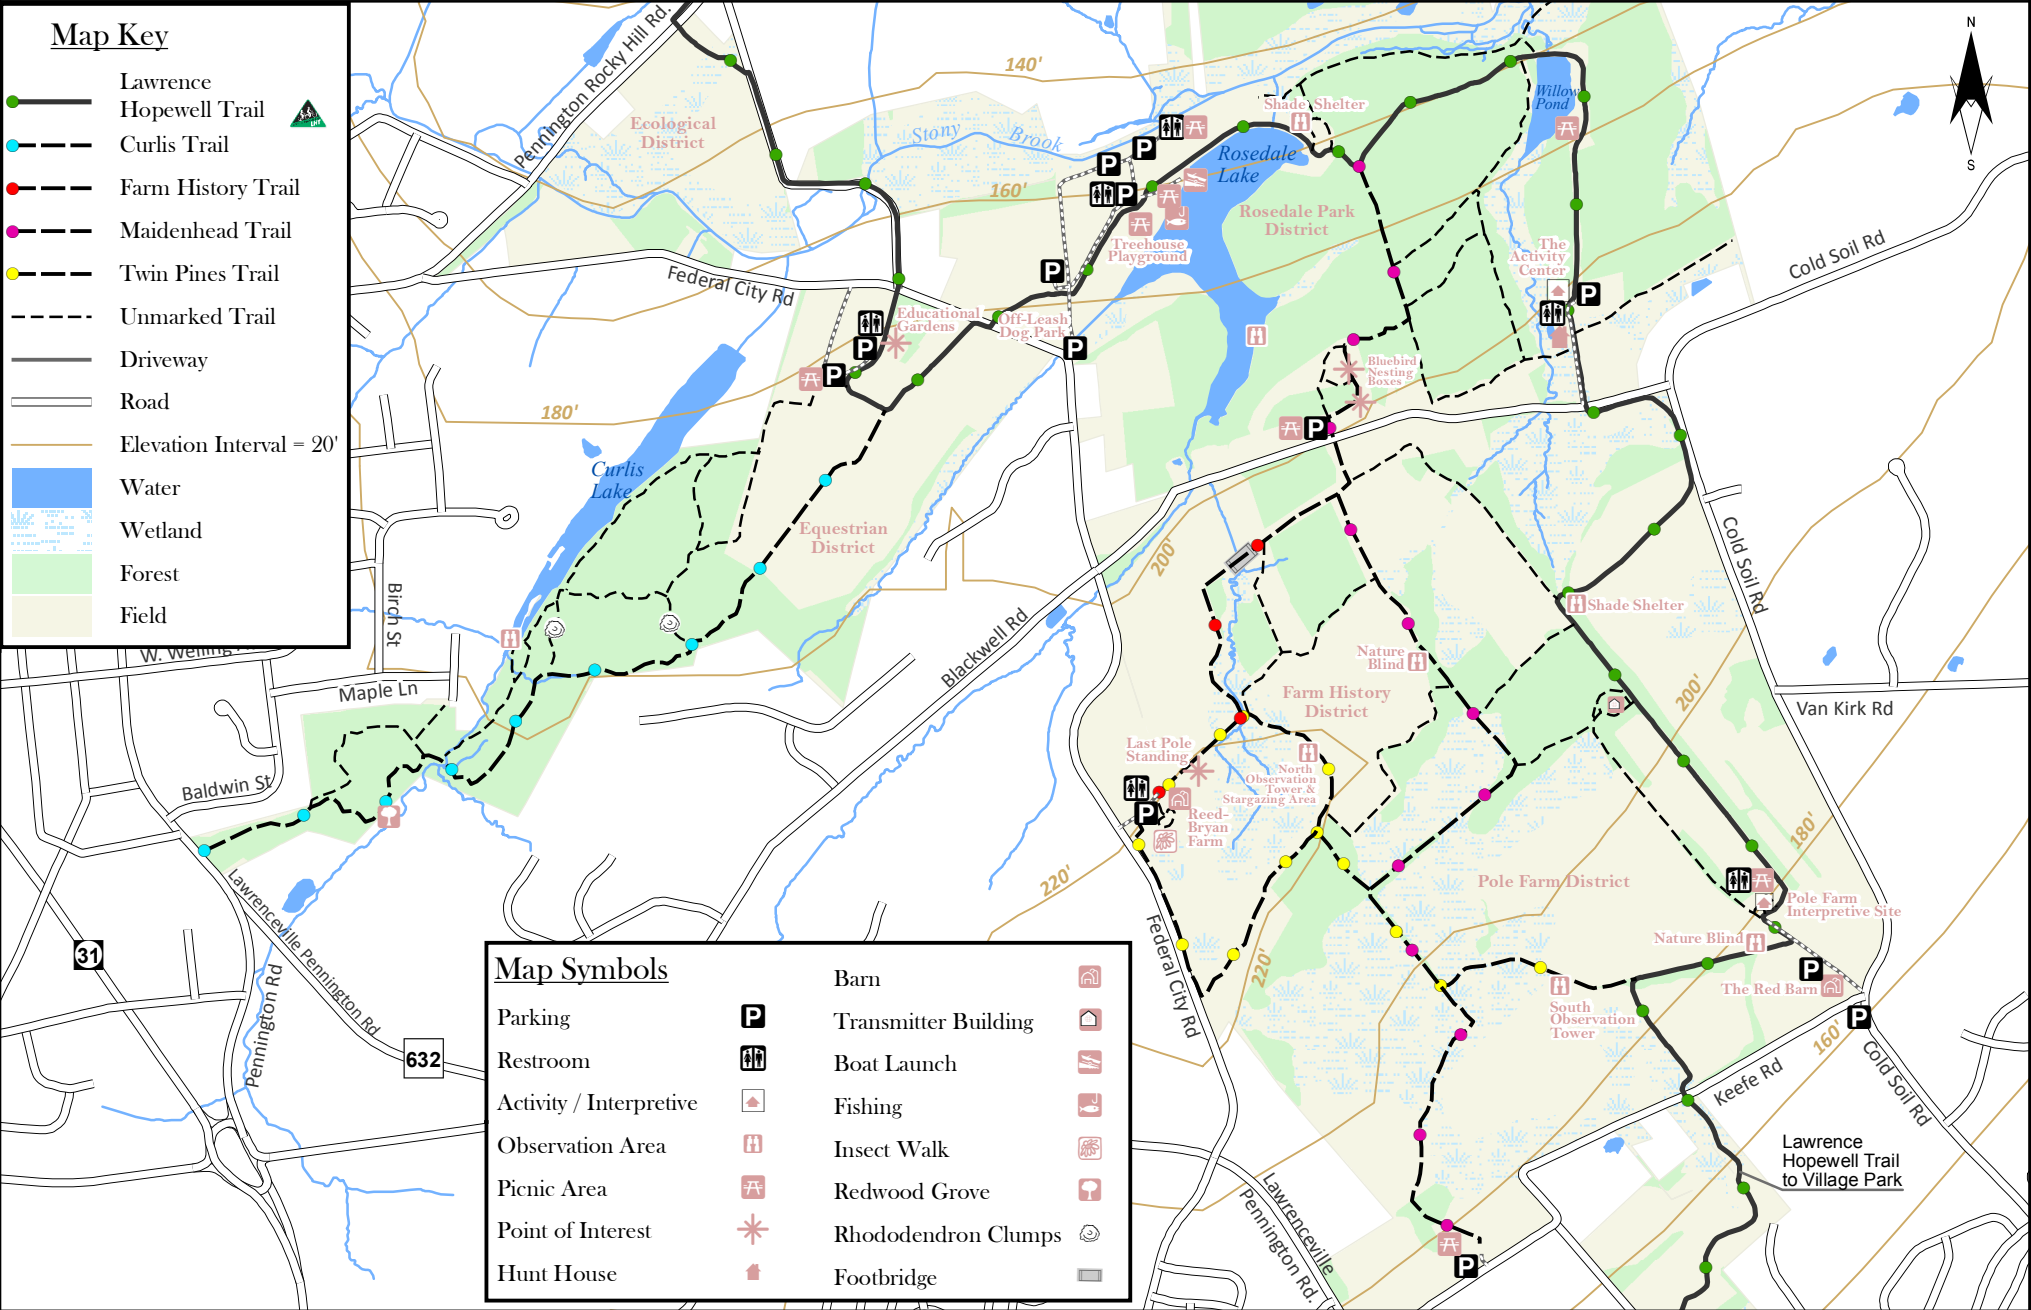 Map Key
Lawrence
Hopewell Trail
LHT
Curlis Trail
Farm History Trail
Maidenhead Trail
Twin Pines Trail
Unmarked Trail
Driveway
Road
Elevation Interval = 20'
Water
Wetland
Forest
Field
Pennington Rocky Hill Rd.
140'
Ecological
District
Stony Brook
160'
Federal City Rd
Educational
Gardens
Off-Leash
Dog Park
Treehouse
Playground
Shade Shelter
Rosedale
Lake
Rosedale Park
District
Willow
Pond
The
Activity
Center
Bluebird
Nesting
Boxes
Cold Soil Rd
N
S
180'
Curlis
Lake
Equestrian
District
Birch St
Maple Ln
Baldwin St
Blackwell Rd
200'
Cold Soil Rd
Shade Shelter
Nature
Blind
Farm History
District
200'
Van Kirk Rd
Last Pole
Standing
North
Observation
Tower &
Stargazing Area
Reed-
Bryan
Farm
220'
180'
Pole Farm District
Pole Farm
Interpretive Site
Nature Blind
The Red Barn
South
Observation
Tower
220'
Federal City Rd
160'
Keefe Rd
Cold Soil Rd
Lawrence
Hopewell Trail
to Village Park
Lawrenceville
Pennington Rd.
31
Lawrenceville Pennington Rd
Pennington Rd
632
Map Symbols
Parking
P
Restroom
Activity / Interpretive
Observation Area
Picnic Area
Point of Interest
Hunt House
Barn
Transmitter Building
Boat Launch
Fishing
Insect Walk
Redwood Grove
Rhododendron Clumps
Footbridge
P
P
P
P
P
P
P
P
P
P
P
P
P